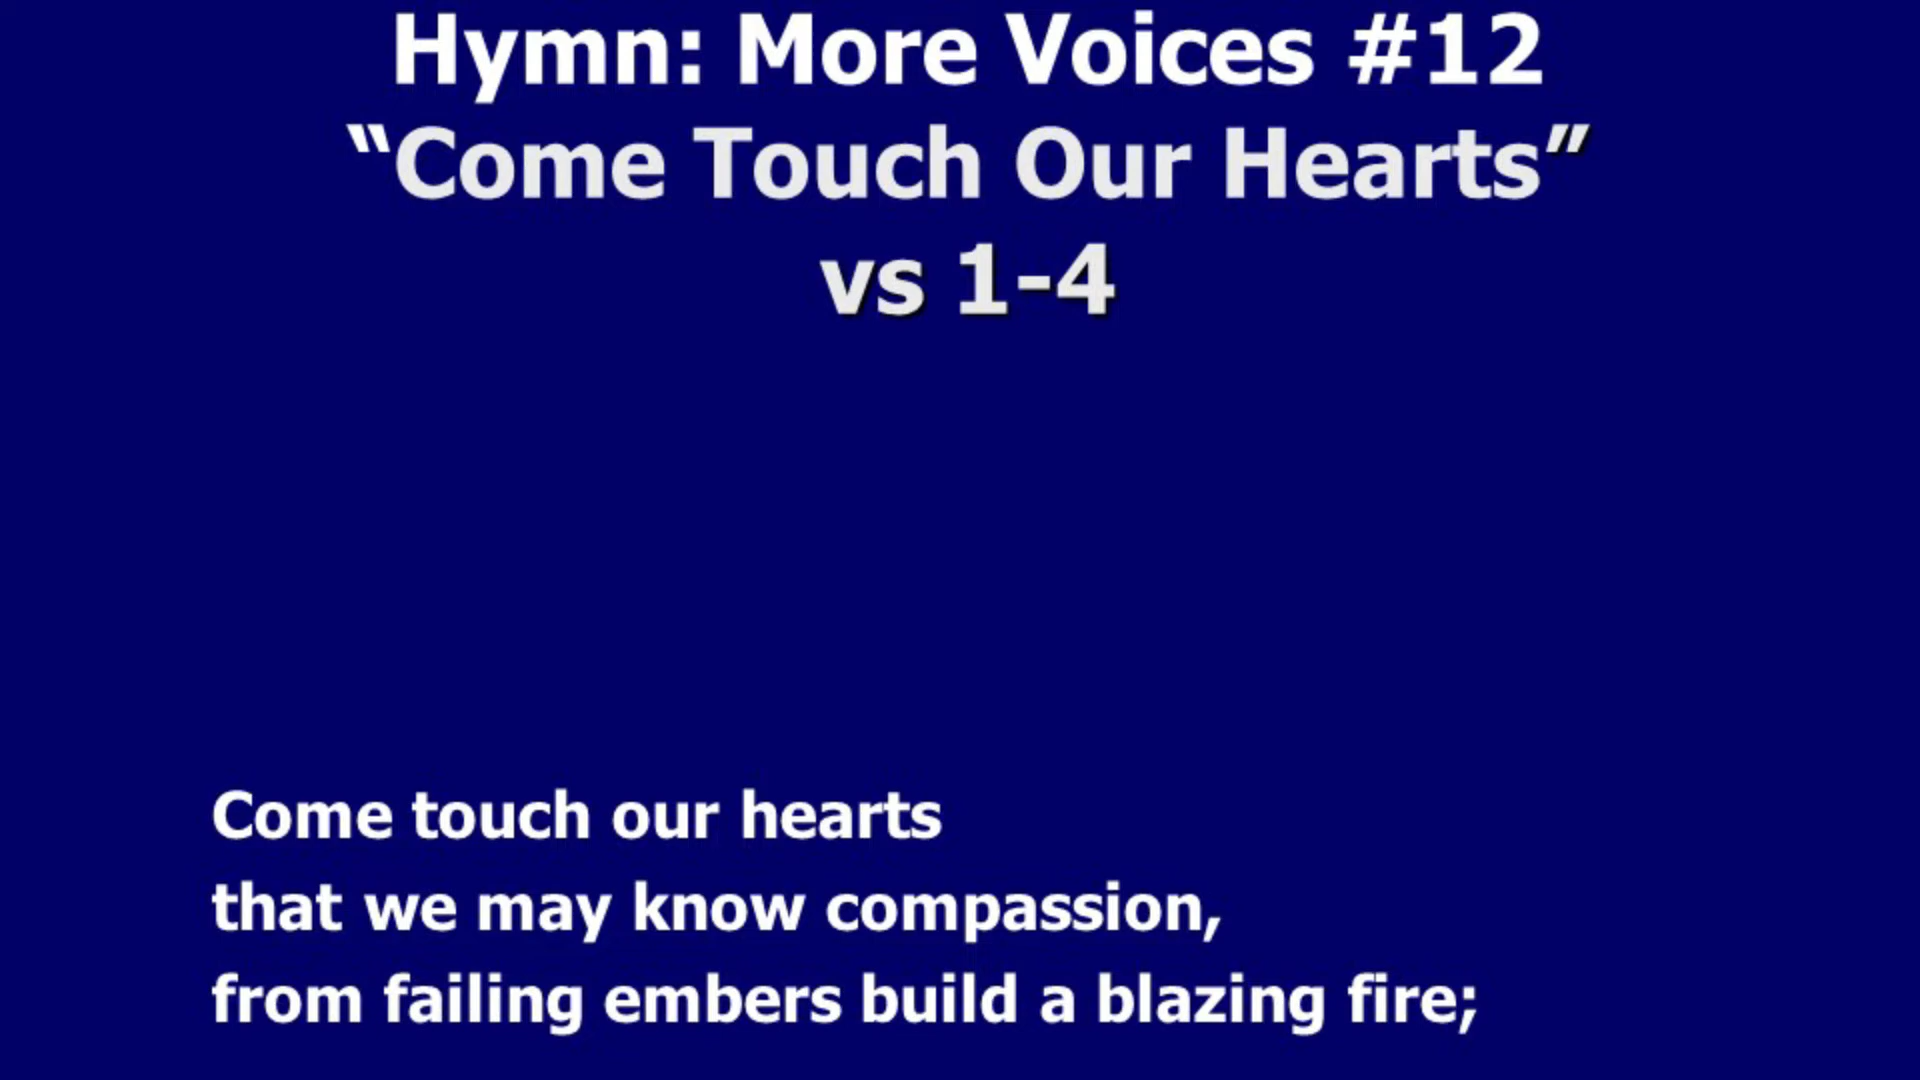 Hymn: More Voices #12
“Come Touch Our Hearts”
vs 1-4
Come touch our hearts
that we may know compassion,
from failing embers build a blazing fire;